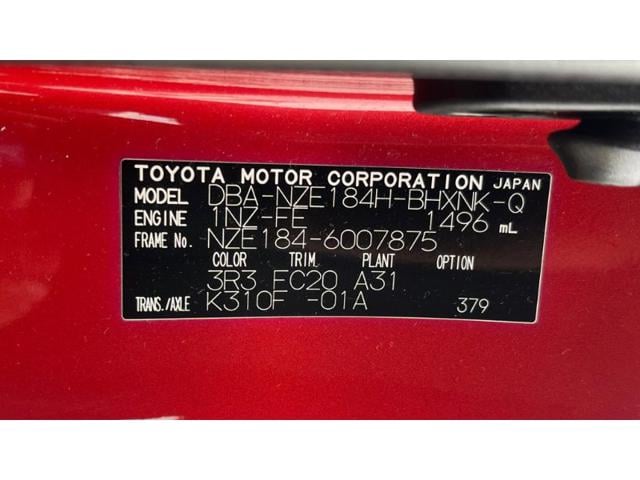 TOYOTA MOTOR CORPORATION JAPAN
MODEL DBA-NZE184H-BHXNK-Q
ENGINE 1NZ-FE 1496 mL
FRAME No. NZE184-6007875
COLOR TRIM PLANT OPTION
3R3 FC20 A31
TRANS./AXLE K310F -01A 379